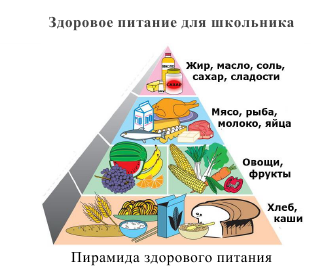 Здоровое питание для школьника
Жир, масло, соль,
сахар, сладости
Мясо, рыба,
молоко, яйца
Овощи,
фрукты
Хлеб,
каши
Пирамида здорового питания